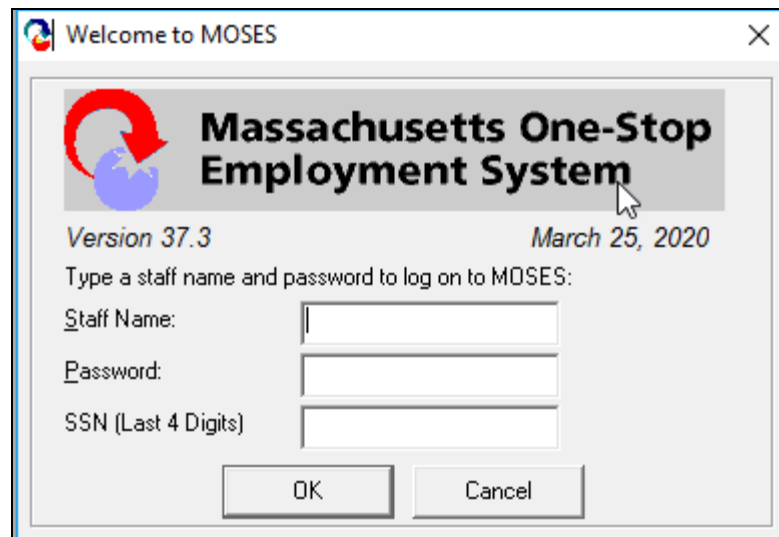 Welcome to MOSES
Massachusetts One-Stop
Employment System
Version 37.3 March 25, 2020
Type a staff name and password to log on to MOSES:
Staff Name:
Password:
SSN (Last 4 Digits)
OK Cancel